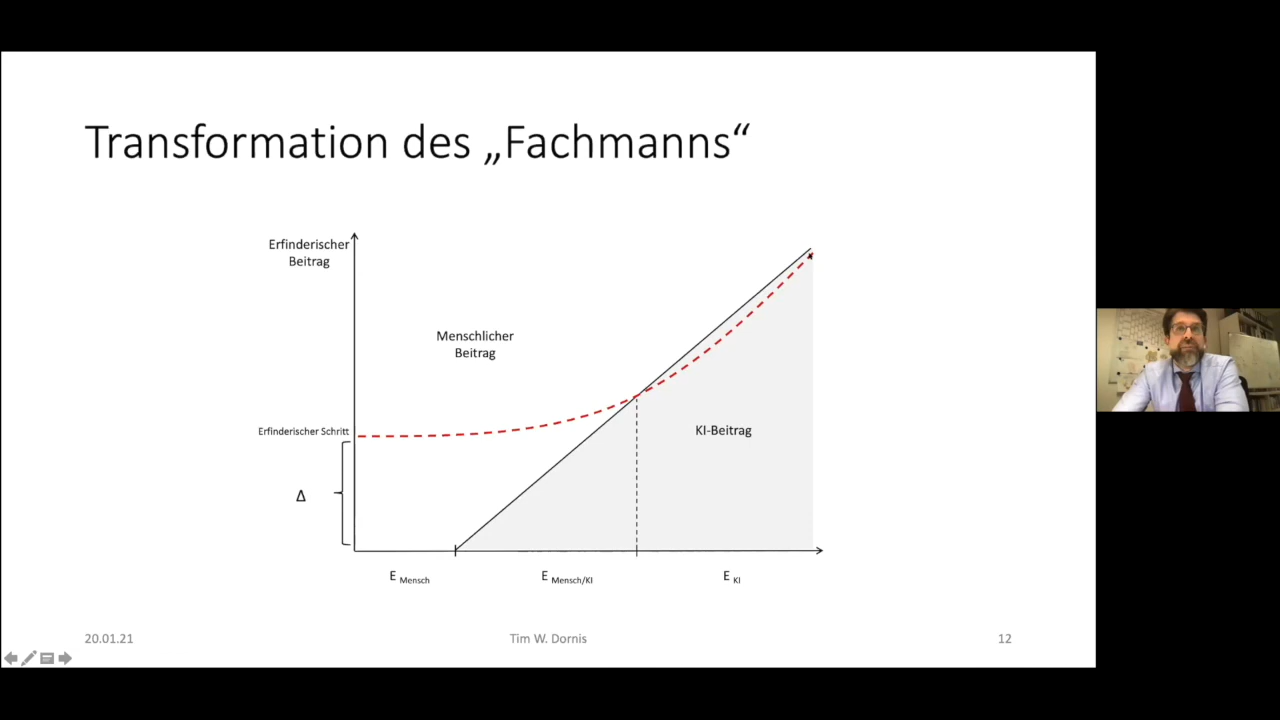 Transformation des „Fachmanns“
Erfinderischer
Beitrag
Menschlicher
Beitrag
Erfinderischer Schritt
KI-Beitrag
Δ
E Mensch
E Mensch/KI
E KI
20.01.21
Tim W. Dornis
12